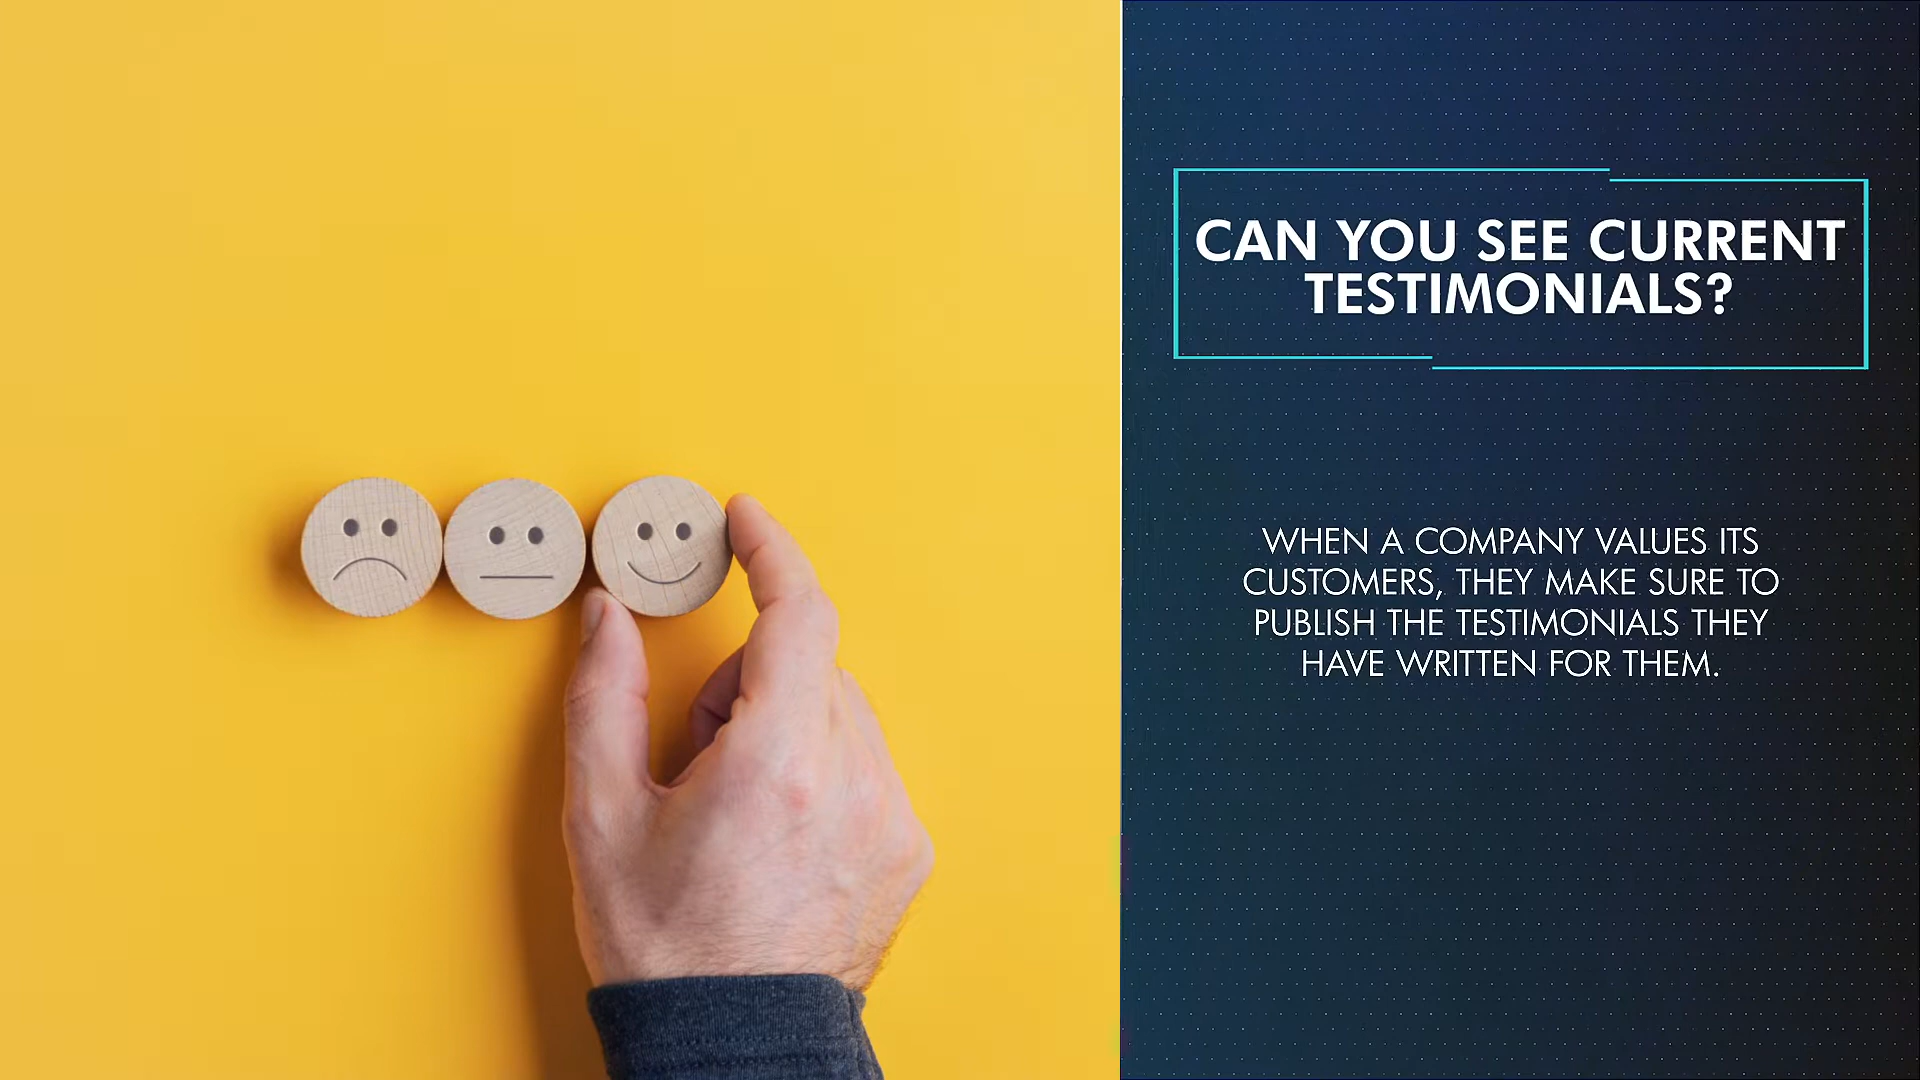 CAN YOU SEE CURRENT
TESTIMONIALS?
WHEN A COMPANY VALUES ITS
CUSTOMERS, THEY MAKE SURE TO
PUBLISH THE TESTIMONIALS THEY
HAVE WRITTEN FOR THEM.